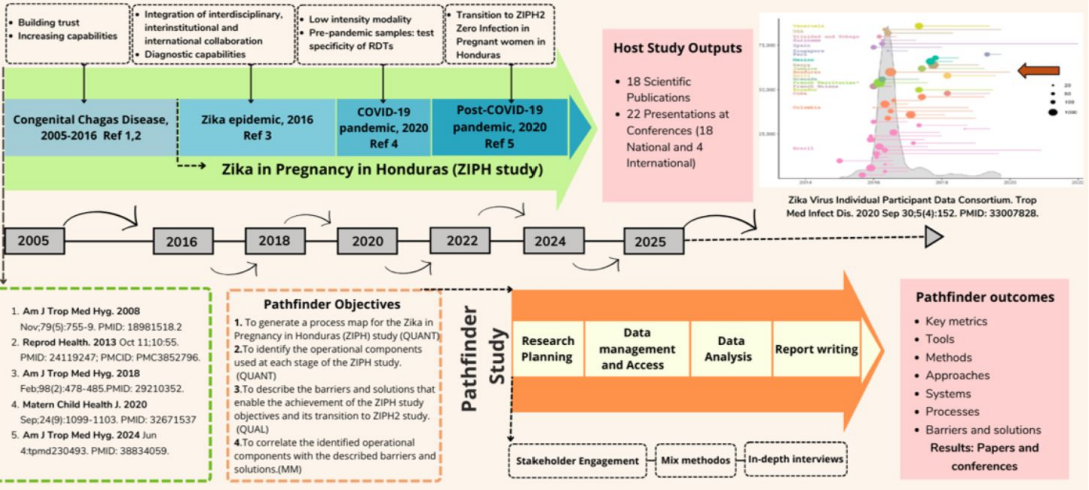 • Building trust
• Increasing capabilities
• Integration of interdisciplinary,
interinstitutional and
international collaboration
• Diagnostic capabilities
• Low intensity modality
• Pre-pandemic samples: test
specificity of RDTs
• Transition to ZIPH2
Zero Infection in
Pregnant women in
Honduras
Congenital Chagas Disease,
2005-2016 Ref 1,2
Zika epidemic, 2016
Ref 3
COVID-19
pandemic, 2020
Ref 4
Post-COVID-19
pandemic, 2020
Ref 5
Zika in Pregnancy in Honduras (ZIPH study)
Host Study Outputs
• 18 Scientific
Publications
• 22 Presentations at
Conferences (18
National and 4
International)
Colombia
Brazil
2014
2016
2018
2020
Zika Virus Individual Participant Data Consortium. Trop
Med Infect Dis. 2020 Sep 30;5(4):152. PMID: 33007828.
2005
2016
2018
2020
2022
2024
2025
1. Am J Trop Med Hyg. 2008
Nov;79(5):755-9. PMID: 18981518.2
2. Reprod Health. 2013 Oct 11;10:55.
PMID: 24119247; PMCID: PMC3852796.
3. Am J Trop Med Hyg. 2018
Feb;98(2):478-485.PMID: 29210352.
4. Matern Child Health J. 2020
Sep;24(9):1099-1103. PMID: 32671537
5. Am J Trop Med Hyg. 2024 Jun
4:tpmd230493. PMID: 38834059.
Pathfinder Objectives
1. To generate a process map for the Zika in
Pregnancy in Honduras (ZIPH) study (QUANT)
2.To identify the operational components
used at each stage of the ZIPH study.
(QUANT)
3.To describe the barriers and solutions that
enable the achievement of the ZIPH study
objectives and its transition to ZIPH2 study.
(QUAL)
4.To correlate the identified operational
components with the described barriers and
solutions.(MM)
Pathfinder
Study
Research
Planning
Data
management
and Access
Data
Analysis
Report writing
Stakeholder Engagement
Mix methodos
In-depth interviews
Pathfinder outcomes
• Key metrics
• Tools
• Methods
• Approaches
• Systems
• Processes
• Barriers and solutions
Results: Papers and
conferences